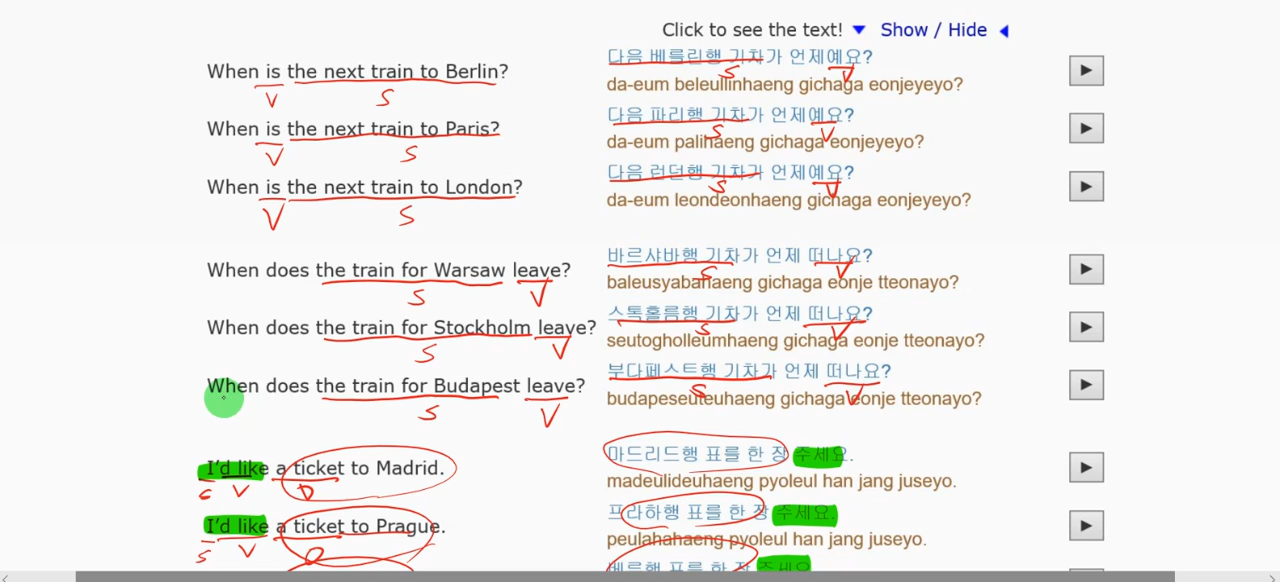 Click to see the text! Show / Hide
When is the next train to Berlin? 다음 베를린행 기차가 언제예요?
V S S V
da-eum beleullinhaeng gichaga eonjeyeyo?
When is the next train to Paris? 다음 파리행 기차가 언제예요?
V S S V
da-eum palihaeng gichaga eonjeyeyo?
When is the next train to London? 다음 런던행 기차가 언제예요?
V S S V
da-eum leondeonhaeng gichaga eonjeyeyo?
When does the train for Warsaw leave? 바르샤바행 기차가 언제 떠나요?
S V S V
baleusyabahaeng gichaga eonje tteonayo?
When does the train for Stockholm leave? 스톡홀름행 기차가 언제 떠나요?
S V S V
seutogholleumhaeng gichaga eonje tteonayo?
When does the train for Budapest leave? 부다페스트행 기차가 언제 떠나요?
S V S V
budapeseuteuhaeng gichaga eonje tteonayo?
I'd like a ticket to Madrid. 마드리드행 표를 한 장 주세요.
S V O
madeulideuhaeng pyoleul han jang juseyo.
I'd like a ticket to Prague. 프라하행 표를 한 장 주세요.
S V O
peulahahaeng pyoleul han jang juseyo.
베른행 표를 한 장 주세요